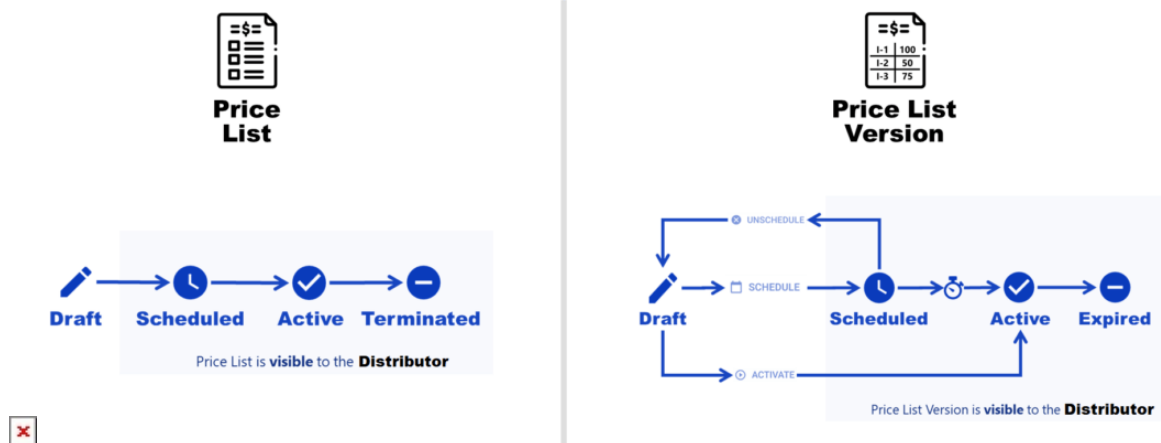 =$=
Price
List
Draft
Scheduled
Active
Terminated
Price List is visible to the Distributor
=$=
I-1 100
I-2 50
I-3 75
Price List
Version
UNSCHEDULE
SCHEDULE
Draft
Scheduled
Active
Expired
ACTIVATE
Price List Version is visible to the Distributor